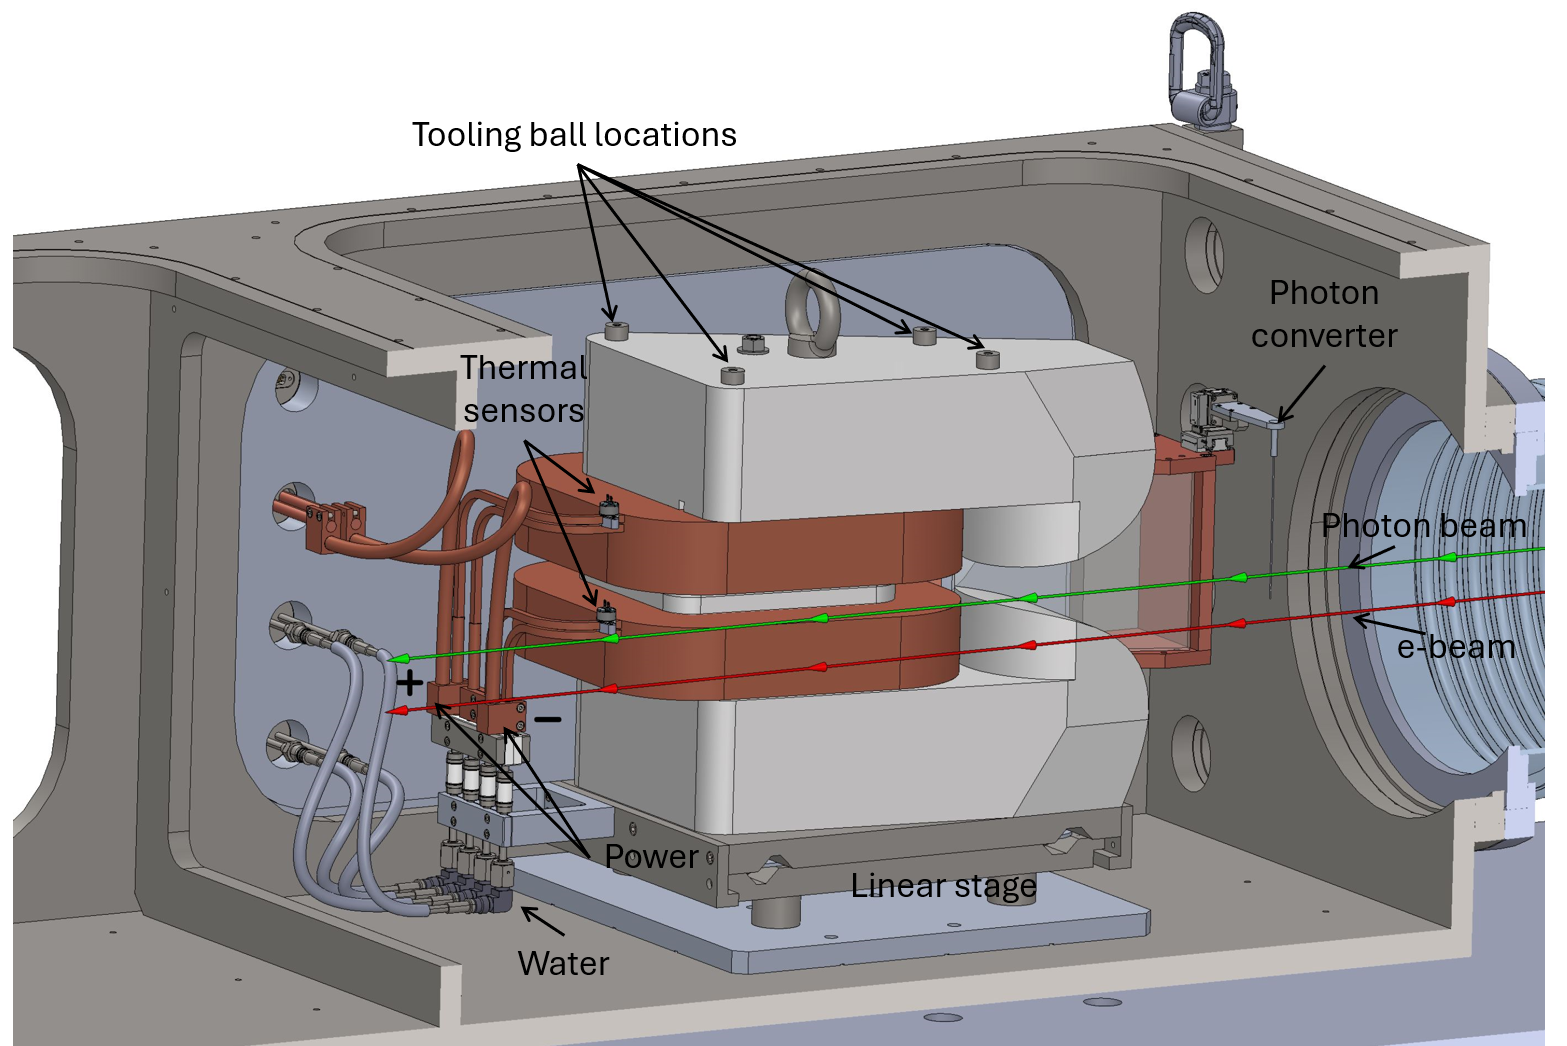 Tooling ball locations
Photon
converter
Thermal
sensors
Photon beam
e-beam
+
−
Power
Linear stage
Water